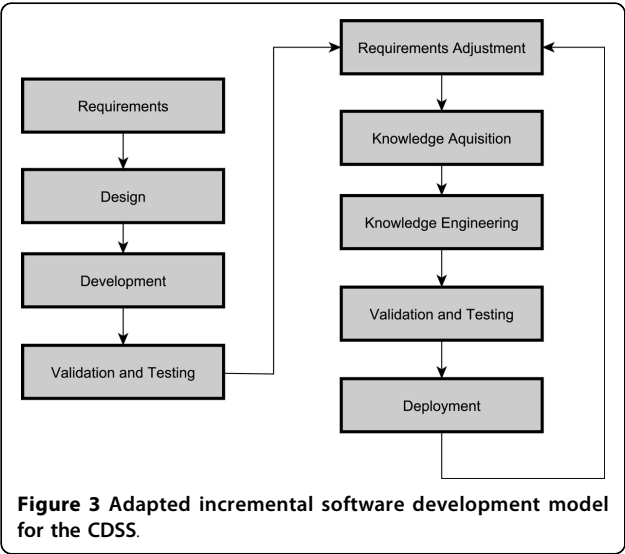 Requirements
Design
Development
Validation and Testing
Requirements Adjustment
Knowledge Aquisition
Knowledge Engineering
Validation and Testing
Deployment
Figure 3 Adapted incremental software development model
for the CDSS.